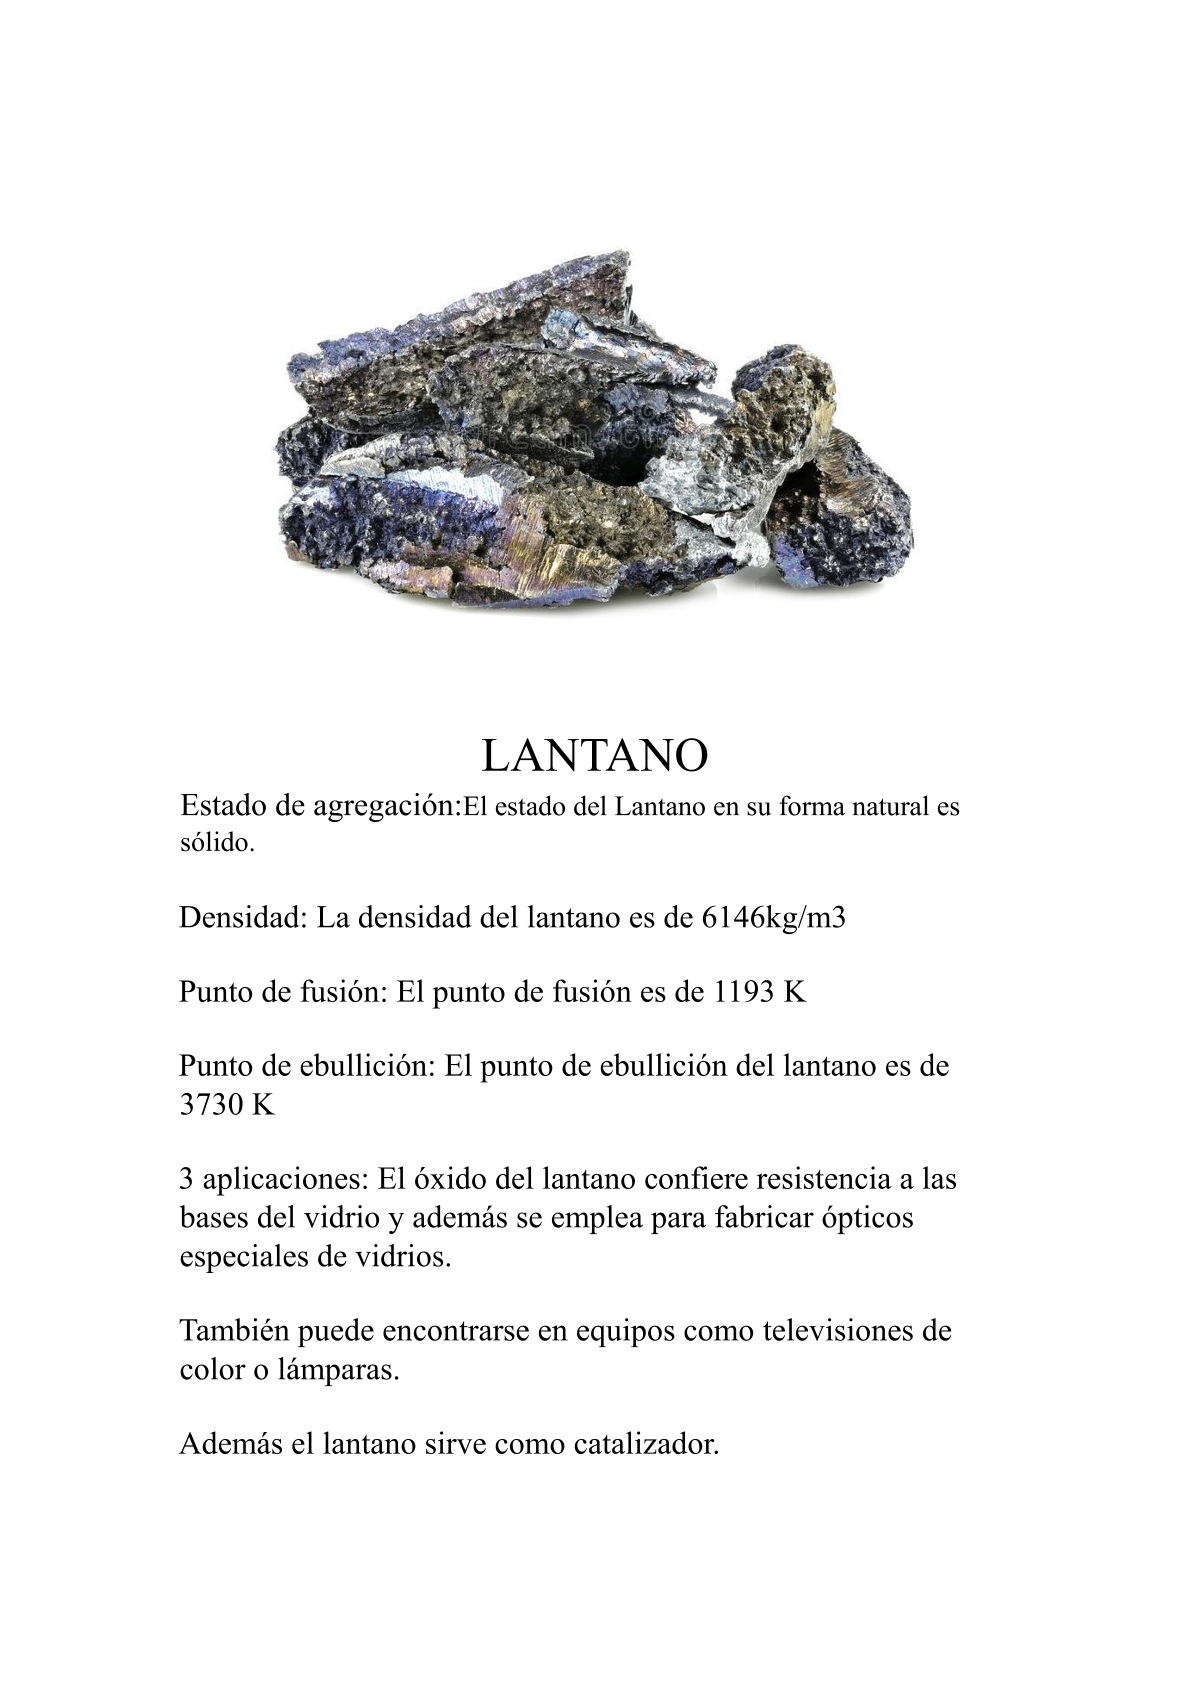 LANTANO
Estado de agregación:El estado del Lantano en su forma natural es
sólido.
Densidad: La densidad del lantano es de 6146kg/m3
Punto de fusión: El punto de fusión es de 1193 K
Punto de ebullición: El punto de ebullición del lantano es de
3730 K
3 aplicaciones: El óxido del lantano confiere resistencia a las
bases del vidrio y además se emplea para fabricar ópticos
especiales de vidrios.
También puede encontrarse en equipos como televisiones de
color o lámparas.
Además el lantano sirve como catalizador.